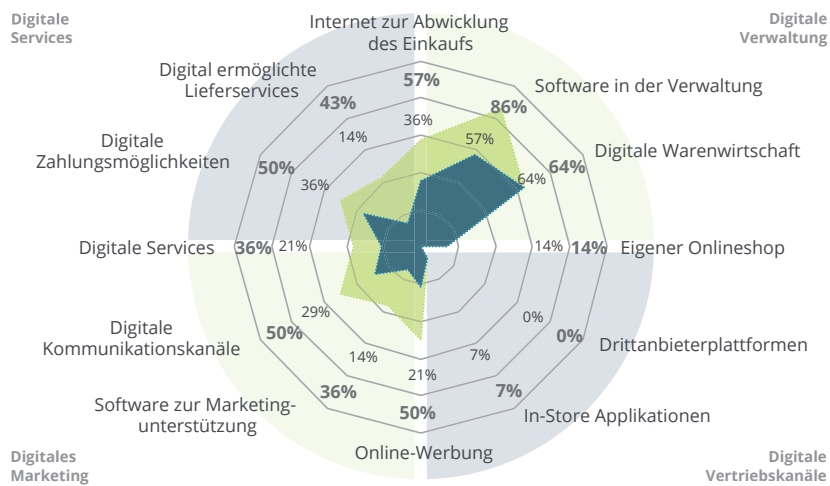 Digitale
Services
Internet zur Abwicklung
des Einkaufs
Digitale
Verwaltung
57%
36%
Digital ermöglichte
Lieferservices
43%
14%
Software in der Verwaltung
86%
57%
Digitale
Zahlungsmöglichkeiten
50%
36%
Digitale Warenwirtschaft
64%
64%
Digitale Services
36%
21%
14%
14%
Eigener Onlineshop
29%
50%
Digitale
Kommunikationskanäle
0%
0%
Drittanbieterplattformen
14%
36%
Software zur Marketing-
unterstützung
7%
7%
In-Store Applikationen
21%
50%
Online-Werbung
Digitales
Marketing
Digitale
Vertriebskanäle